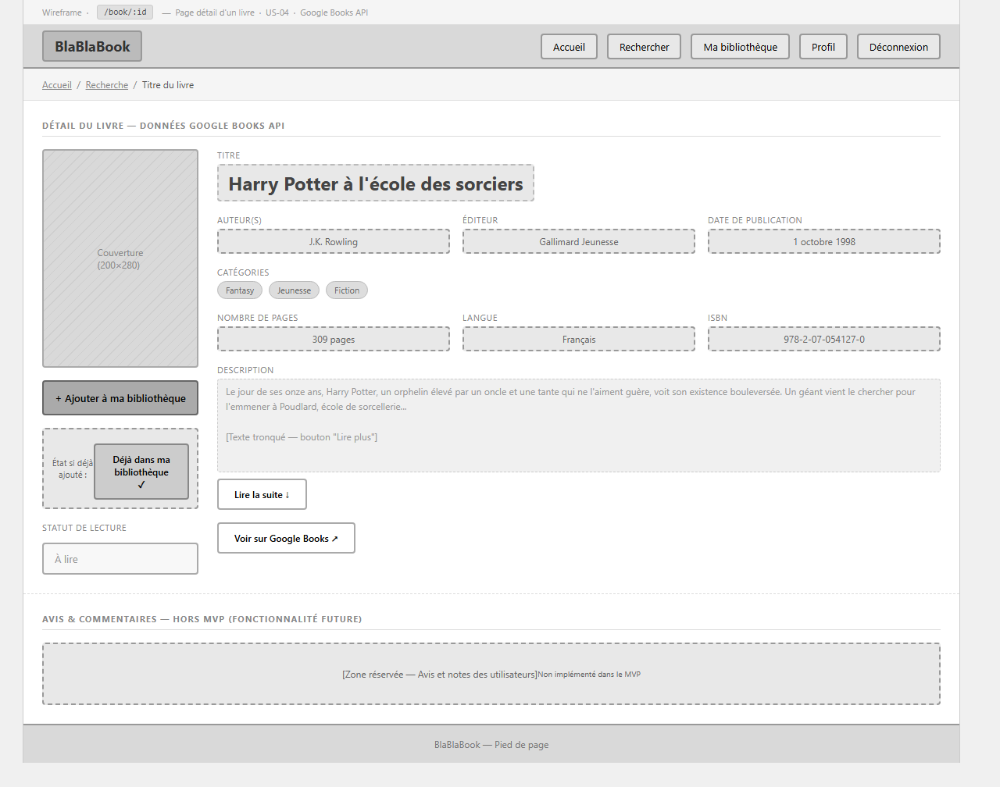 Wireframe · /book/:id — Page détail d'un livre · US-04 · Google Books API
BlaBlaBook
Accueil
Rechercher
Ma bibliothèque
Profil
Déconnexion
Accueil / Recherche / Titre du livre
DÉTAIL DU LIVRE — DONNÉES GOOGLE BOOKS API
Couverture
(200×280)
+ Ajouter à ma bibliothèque
État si déjà
ajouté :
Déjà dans ma
bibliothèque
✓
STATUT DE LECTURE
À lire
TITRE
Harry Potter à l'école des sorciers
AUTEUR(S)
J.K. Rowling
ÉDITEUR
Gallimard Jeunesse
DATE DE PUBLICATION
1 octobre 1998
CATÉGORIES
Fantasy
Jeunesse
Fiction
NOMBRE DE PAGES
309 pages
LANGUE
Français
ISBN
978-2-07-054127-0
DESCRIPTION
Le jour de ses onze ans, Harry Potter, un orphelin élevé par un oncle et une tante qui ne l'aiment guère, voit son existence bouleversée. Un géant vient le chercher pour
l'emmener à Poudlard, école de sorcellerie...
[Texte tronqué — bouton "Lire plus"]
Lire la suite ↓
Voir sur Google Books ↗
AVIS & COMMENTAIRES — HORS MVP (FONCTIONNALITÉ FUTURE)
[Zone réservée — Avis et notes des utilisateurs]Non implémenté dans le MVP
BlaBlaBook — Pied de page